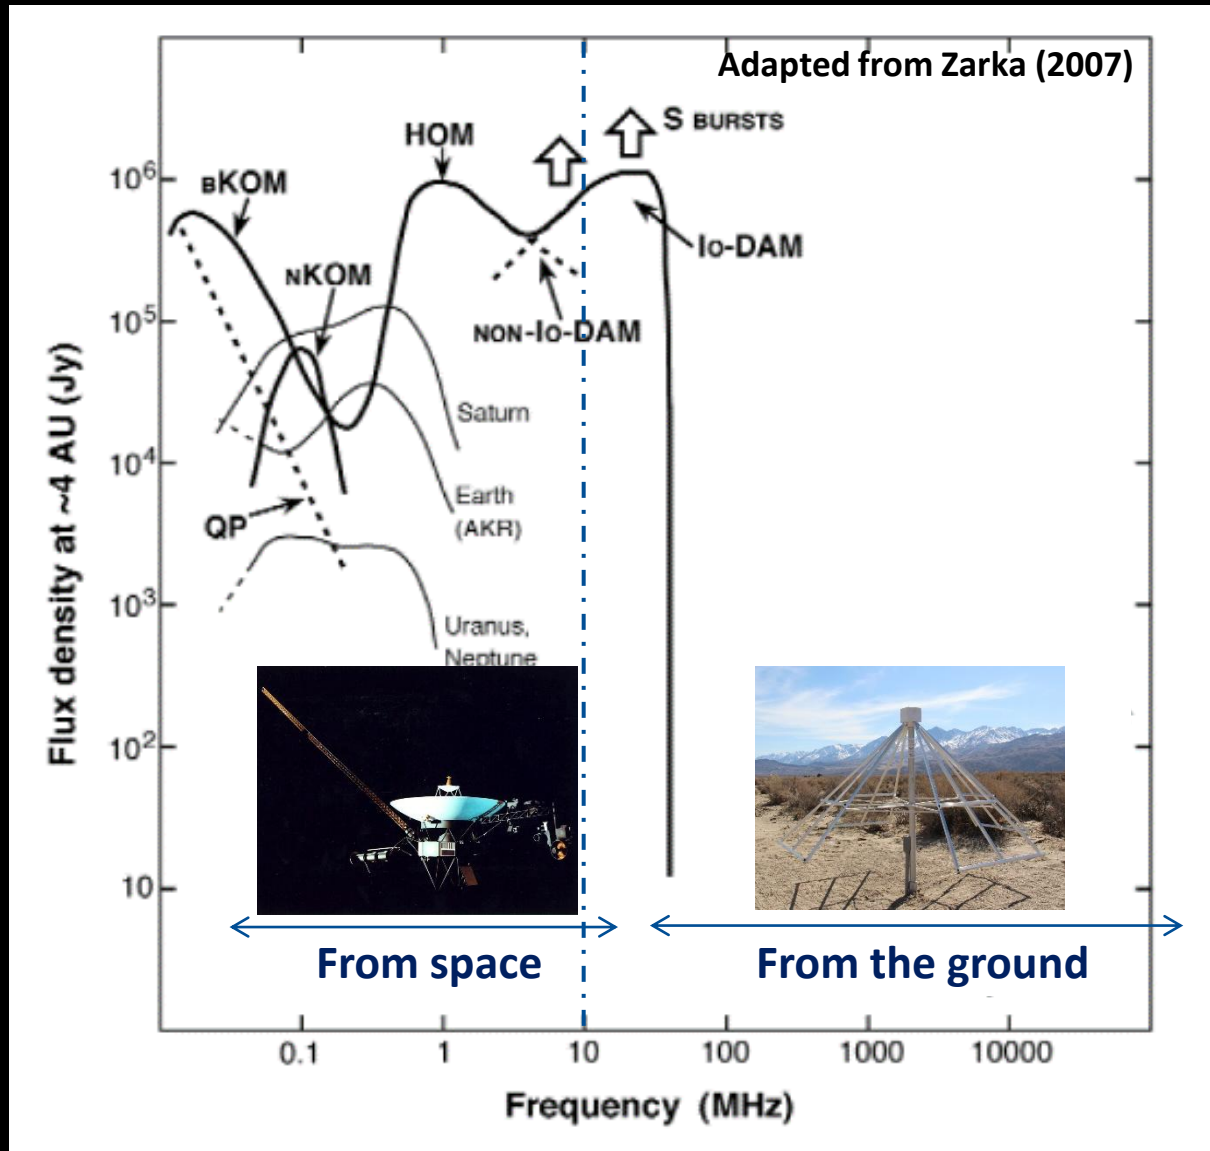 Adapted from Zarka (2007)
S BURSTS
HOM
BKOM
NKOM
Io-DAM
NON-Io-DAM
Saturn
Earth
(AKR)
QP
Uranus,
Neptune
10⁶
10⁵
10⁴
10³
10²
10
Flux density at ~4 AU (Jy)
From space
From the ground
0.1 1 10 100 1000 10000
Frequency (MHz)